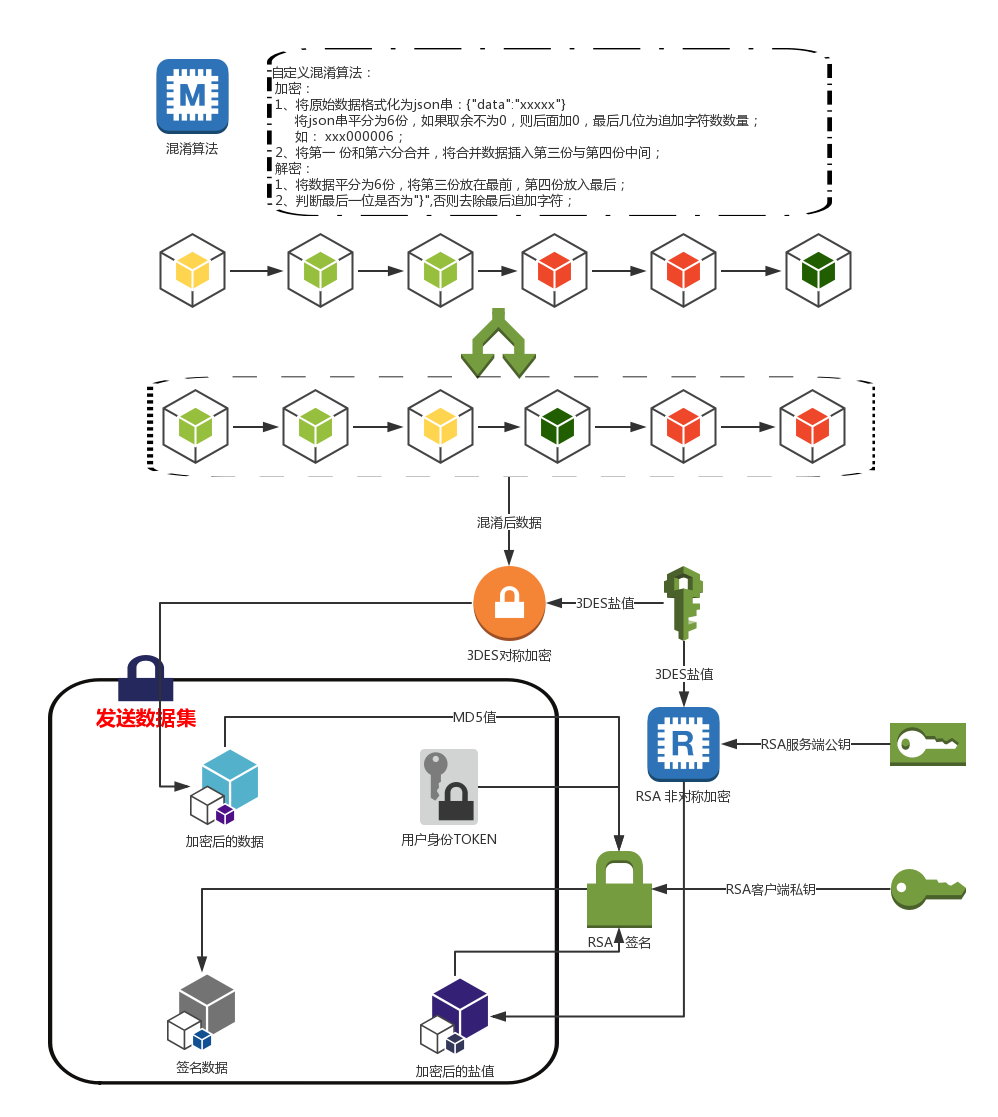 自定义混淆算法：
加密：
1、将原始数据格式化为json串：{"data":"xxxxx"}
将json串平分为6份，如果取余不为0，则后面加0，最后几位为追加字符数数量；
如： xxx000006；
2、将第一 份和第六分合并，将合并数据插入第三份与第四份中间；
解密：
1、将数据平分为6份，将第三份放在最前，第四份放入最后；
2、判断最后一位是否为"}",否则去除最后追加字符；
M
混淆算法
混淆后数据
3DES盐值
3DES对称加密
3DES盐值
发送数据集
MD5值
R
RSA服务端公钥
RSA 非对称加密
加密后的数据
用户身份TOKEN
RSA客户端私钥
RSA 签名
签名数据
加密后的盐值